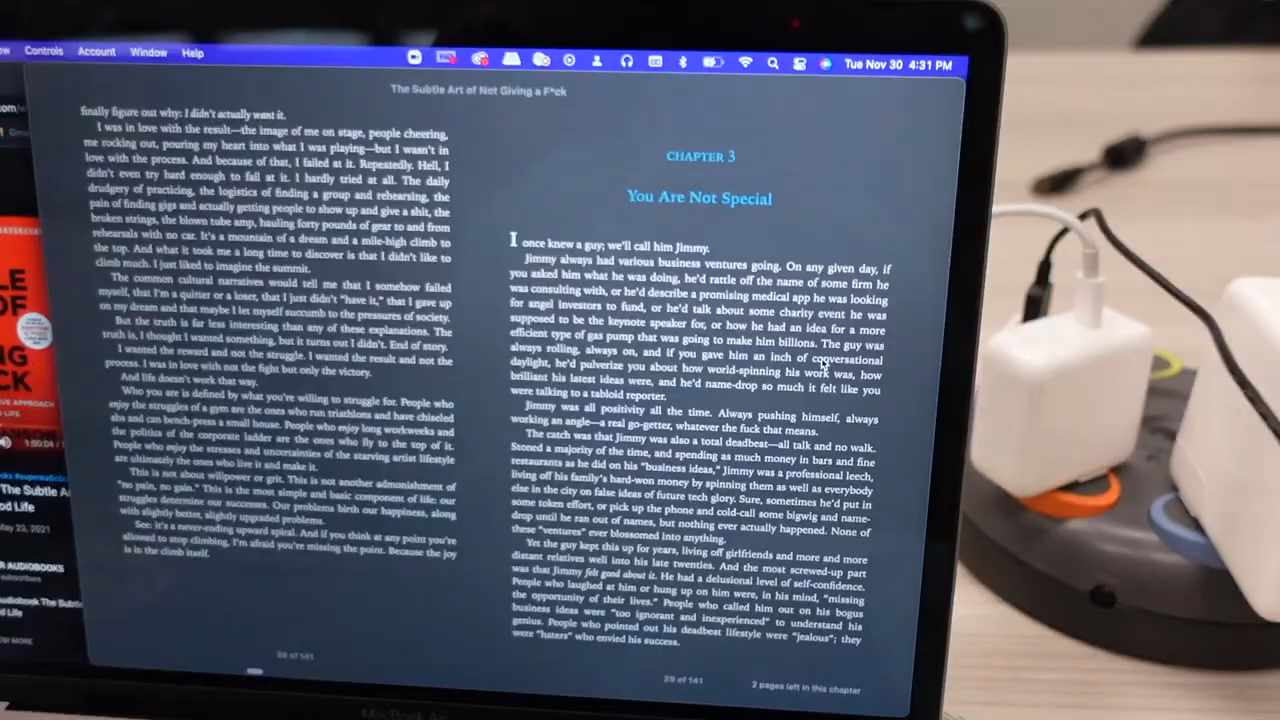 Controls Account Window Help
Tue Nov 30 4:31 PM
The Subtle Art of Not Giving a F*ck
finally figure out why: I didn't actually want it.
I was in love with the result—the image of me on stage, people cheering,
me rocking out, pouring my heart into what I was playing—but I wasn't in
love with the process. And because of that, I failed at it. Repeatedly. Hell, I
didn't even try hard enough to fail at it. I hardly tried at all. The daily
drudgery of practicing, the logistics of finding a group and rehearsing, the
pain of finding gigs and actually getting people to show up and give a shit, the
broken strings, the blown tube amp, hauling forty pounds of gear to and from
rehearsals with no car. It's a mountain of a dream and a mile-high climb to
the top. And what it took me a long time to discover is that I didn't like to
climb much. I just liked to imagine the summit.
The common cultural narratives would tell me that I somehow failed
myself, that I'm a quitter or a loser, that I just didn't "have it," that I gave up
on my dream and that maybe I let myself succumb to the pressures of society.
But the truth is far less interesting than any of these explanations. The
truth is, I thought I wanted something, but it turns out I didn't. End of story.
I wanted the reward and not the struggle. I wanted the result and not the
process. I was in love with not the fight but only the victory.
And life doesn't work that way.
Who you are is defined by what you're willing to struggle for. People who
enjoy the struggles of a gym are the ones who run triathlons and have chiseled
abs and can bench-press a small house. People who enjoy long workweeks and
the politics of the corporate ladder are the ones who fly to the top of it.
People who enjoy the stresses and uncertainties of the starving artist lifestyle
are ultimately the ones who live it and make it.
This is not about willpower or grit. This is not another admonishment of
"no pain, no gain." This is the most simple and basic component of life: our
struggles determine our successes. Our problems birth our happiness, along
with slightly better, slightly upgraded problems.
See: it's a never-ending upward spiral. And if you think at any point you're
allowed to stop climbing, I'm afraid you're missing the point. Because the joy
is in the climb itself.
28 of 141
CHAPTER 3
You Are Not Special
I once knew a guy; we'll call him Jimmy.
Jimmy always had various business ventures going. On any given day, if
you asked him what he was doing, he'd rattle off the name of some firm he
was consulting with, or he'd describe a promising medical app he was looking
for angel investors to fund, or he'd talk about some charity event he was
supposed to be the keynote speaker for, or how he had an idea for a more
efficient type of gas pump that was going to make him billions. The guy was
always rolling, always on, and if you gave him an inch of conversational
daylight, he'd pulverize you about how world-spinning his work was, how
brilliant his latest ideas were, and he'd name-drop so much it felt like you
were talking to a tabloid reporter.
Jimmy was all positivity all the time. Always pushing himself, always
working an angle—a real go-getter, whatever the fuck that means.
The catch was that Jimmy was also a total deadbeat—all talk and no walk.
Stoned a majority of the time, and spending as much money in bars and fine
restaurants as he did on his "business ideas," Jimmy was a professional leech,
living off his family's hard-won money by spinning them as well as everybody
else in the city on false ideas of future tech glory. Sure, sometimes he'd put in
some token effort, or pick up the phone and cold-call some bigwig and name-
drop until he ran out of names, but nothing ever actually happened. None of
these "ventures" ever blossomed into anything.
Yet the guy kept this up for years, living off girlfriends and more and more
distant relatives well into his late twenties. And the most screwed-up part
was that Jimmy felt good about it. He had a delusional level of self-confidence.
People who laughed at him or hung up on him were, in his mind, "missing
the opportunity of their lives." People who called him out on his bogus
business ideas were "too ignorant and inexperienced" to understand his
genius. People who pointed out his deadbeat lifestyle were "jealous"; they
were "haters" who envied his success.
29 of 141
2 pages left in this chapter
1:00:04
The Subtle
May 23, 2021
AUDIOBOOKS
subscribers
MacBook Air